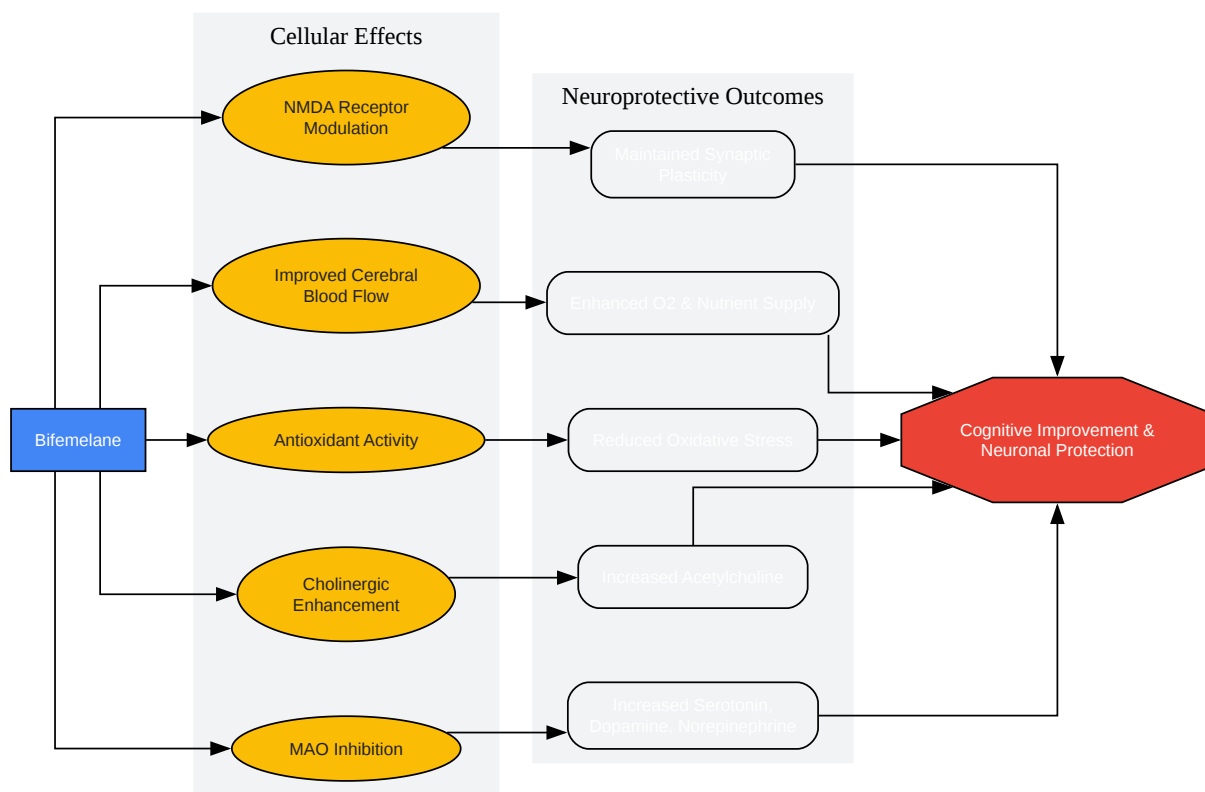 Cellular Effects
Neuroprotective Outcomes
NMDA Receptor
Modulation
Maintained Synaptic
Plasticity
Improved Cerebral
Blood Flow
Enhanced O2 & Nutrient Supply
Bifemelane
Antioxidant Activity
Reduced Oxidative Stress
Cognitive Improvement &
Neuronal Protection
Cholinergic
Enhancement
Increased Acetylcholine
MAO Inhibition
Increased Serotonin,
Dopamine, Norepinephrine